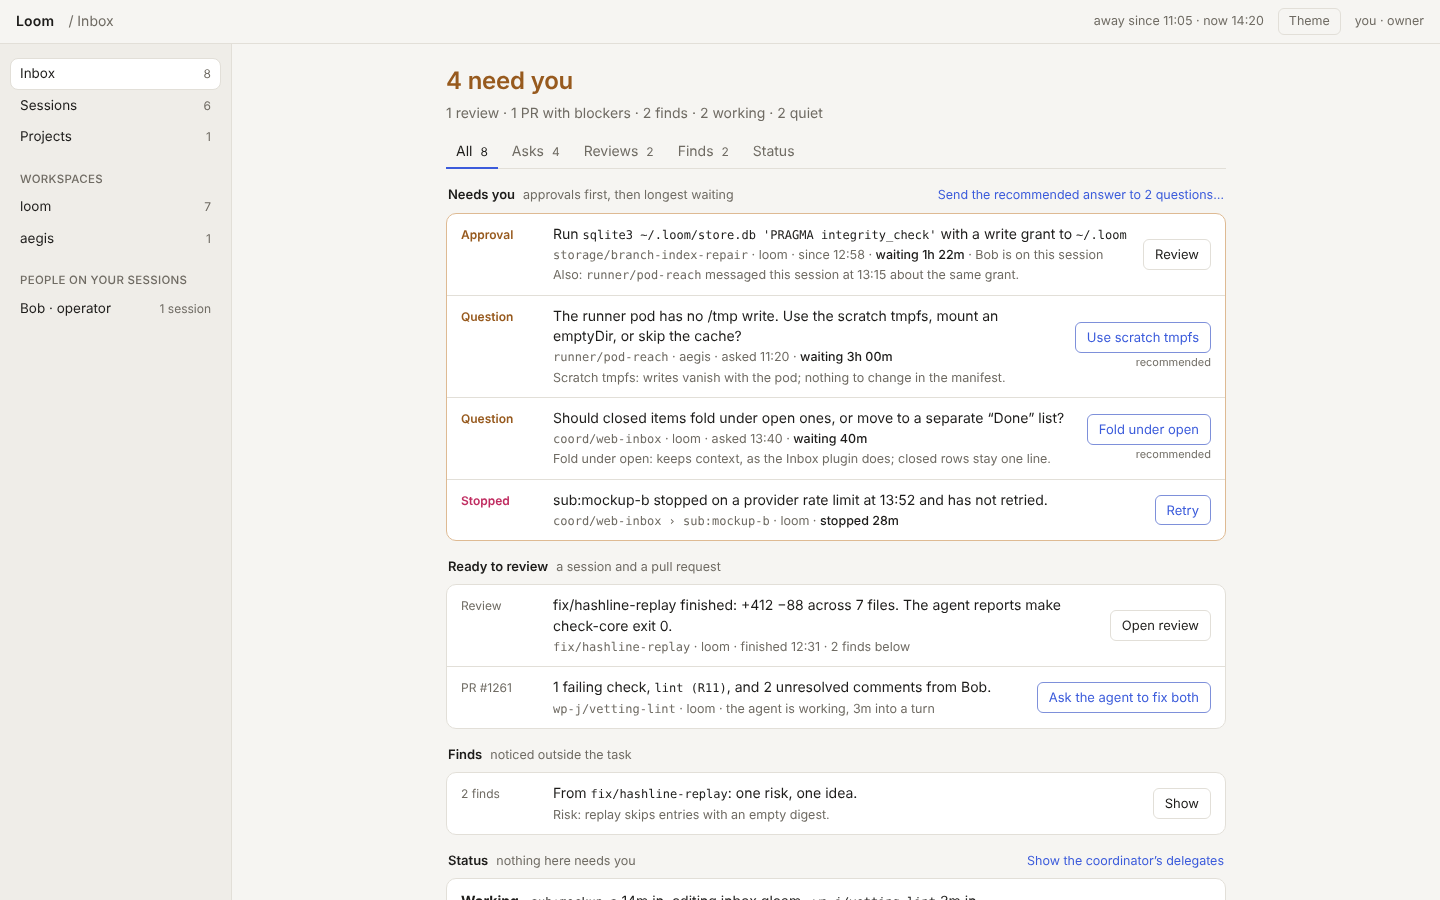 Loom / Inbox
away since 11:05 · now 14:20
Theme
you · owner
Inbox 8
Sessions 6
Projects 1
WORKSPACES
loom 7
aegis 1
PEOPLE ON YOUR SESSIONS
Bob · operator 1 session
4 need you
1 review · 1 PR with blockers · 2 finds · 2 working · 2 quiet
All 8 Asks 4 Reviews 2 Finds 2 Status
Needs you approvals first, then longest waiting
Send the recommended answer to 2 questions...
Approval
Run sqlite3 ~/.loom/store.db 'PRAGMA integrity_check' with a write grant to ~/.loom
storage/branch-index-repair · loom · since 12:58 · waiting 1h 22m · Bob is on this session
Also: runner/pod-reach messaged this session at 13:15 about the same grant.
Review
Question
The runner pod has no /tmp write. Use the scratch tmpfs, mount an
emptyDir, or skip the cache?
runner/pod-reach · aegis · asked 11:20 · waiting 3h 00m
Scratch tmpfs: writes vanish with the pod; nothing to change in the manifest.
Use scratch tmpfs
recommended
Question
Should closed items fold under open ones, or move to a separate “Done” list?
coord/web-inbox · loom · asked 13:40 · waiting 40m
Fold under open: keeps context, as the Inbox plugin does; closed rows stay one line.
Fold under open
recommended
Stopped
sub:mockup-b stopped on a provider rate limit at 13:52 and has not retried.
coord/web-inbox › sub:mockup-b · loom · stopped 28m
Retry
Ready to review a session and a pull request
Review
fix/hashline-replay finished: +412 −88 across 7 files. The agent reports make
check-core exit 0.
fix/hashline-replay · loom · finished 12:31 · 2 finds below
Open review
PR #1261
1 failing check, lint (R11), and 2 unresolved comments from Bob.
wp-j/vetting-lint · loom · the agent is working, 3m into a turn
Ask the agent to fix both
Finds noticed outside the task
2 finds
From fix/hashline-replay: one risk, one idea.
Risk: replay skips entries with an empty digest.
Show
Status nothing here needs you
Show the coordinator’s delegates